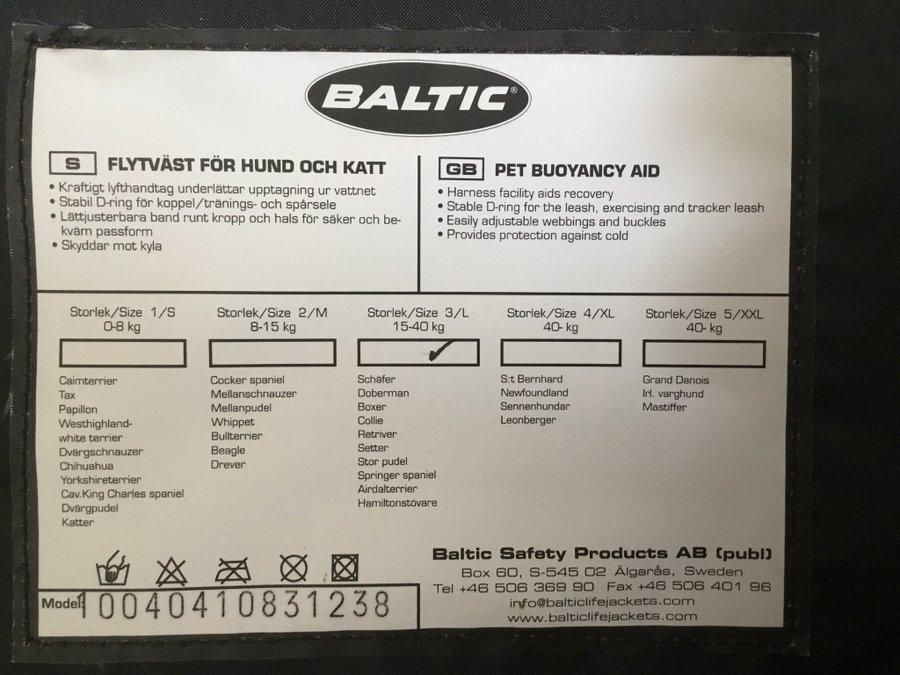 BALTIC®
S FLYTVÄST FÖR HUND OCH KATT
• Kraftigt lyfthandtag underlättar upptagning ur vattnet
• Stabil D-ring för koppel/tränings- och spårsele
• Lättjusterbara band runt kropp och hals för säker och be-
kväm passform
• Skyddar mot kyla
GB PET BUOYANCY AID
• Harness facility aids recovery
• Stable D-ring for the leash, exercising and tracker leash
• Easily adjustable webbings and buckles
• Provides protection against cold
Storlek/Size 1/S
0-8 kg
Cairnterrier
Tax
Papillon
Westhighland-
white terrier
Dvärgschnauzer
Chihuahua
Yorkshireterrier
Cav.King Charles spaniel
Dvärgpudel
Katter
Storlek/Size 2/M
8-15 kg
Cocker spaniel
Mellanschnauzer
Mellanpudel
Whippet
Bullterrier
Beagle
Drever
Storlek/Size 3/L
15-40 kg
Schäfer
Doberman
Boxer
Collie
Retriver
Setter
Stor pudel
Springer spaniel
Airdalterrier
Hamiltonstövare
Storlek/Size 4/XL
40- kg
S:t Bernhard
Newfoundland
Sennenhundar
Leonberger
Storlek/Size 5/XXL
40- kg
Grand Danois
Irl. varghund
Mastiffer
Model: 10040410831238
Baltic Safety Products AB (publ)
Box 60, S-545 02 Älgarås, Sweden
Tel +46 506 369 90 Fax +46 506 401 96
info@balticlifejackets.com
www.balticlifejackets.com